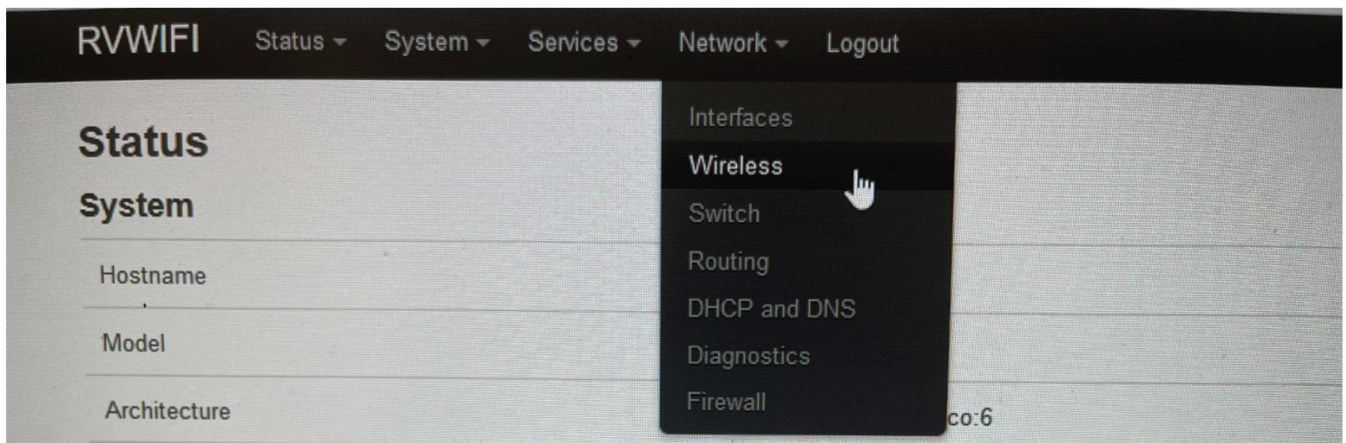 RVWIFI Status System Services Network Logout
Interfaces
Status
Wireless
System
Switch
Hostname
Routing
DHCP and DNS
Model
Diagnostics
Firewall
Architecture
co:6